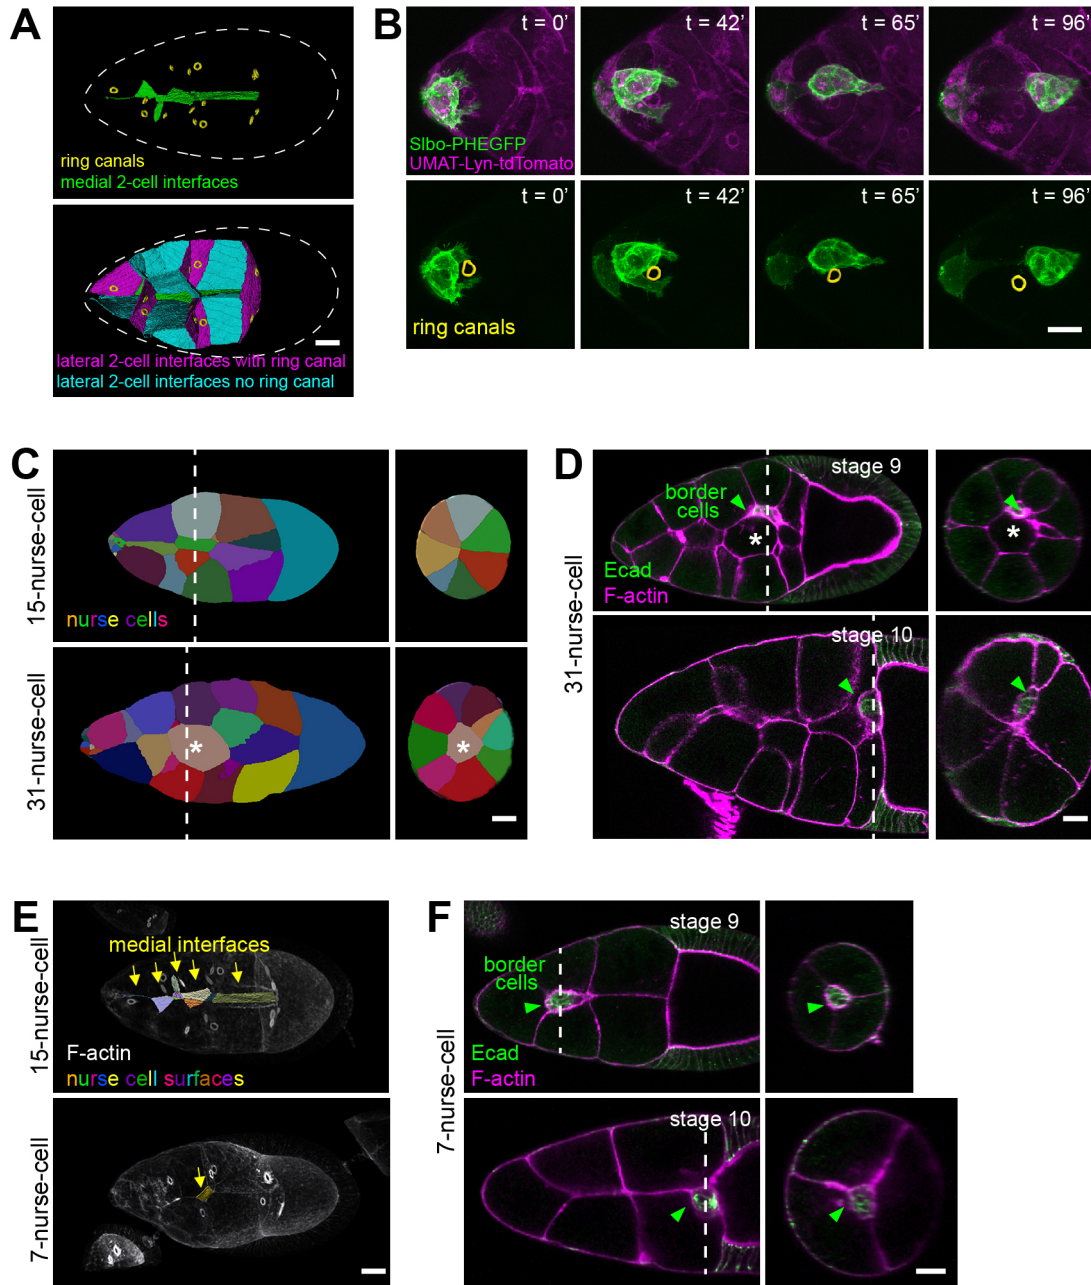 A
ring canals
medial 2-cell interfaces
lateral 2-cell interfaces with ring canal
lateral 2-cell interfaces no ring canal
B
t = 0’
t = 42’
t = 65’
t = 96’
Slbo-PHEGFP
UMAT-Lyn-tdTomato
t = 0’
t = 42’
t = 65’
t = 96’
ring canals
C
15-nurse-cell
nurse cells
31-nurse-cell
*
*
D
31-nurse-cell
stage 9
border
cells
*
*
Ecad
F-actin
stage 10
E
15-nurse-cell
medial interfaces
F-actin
nurse cell surfaces
7-nurse-cell
F
7-nurse-cell
stage 9
border
cells
Ecad
F-actin
stage 10